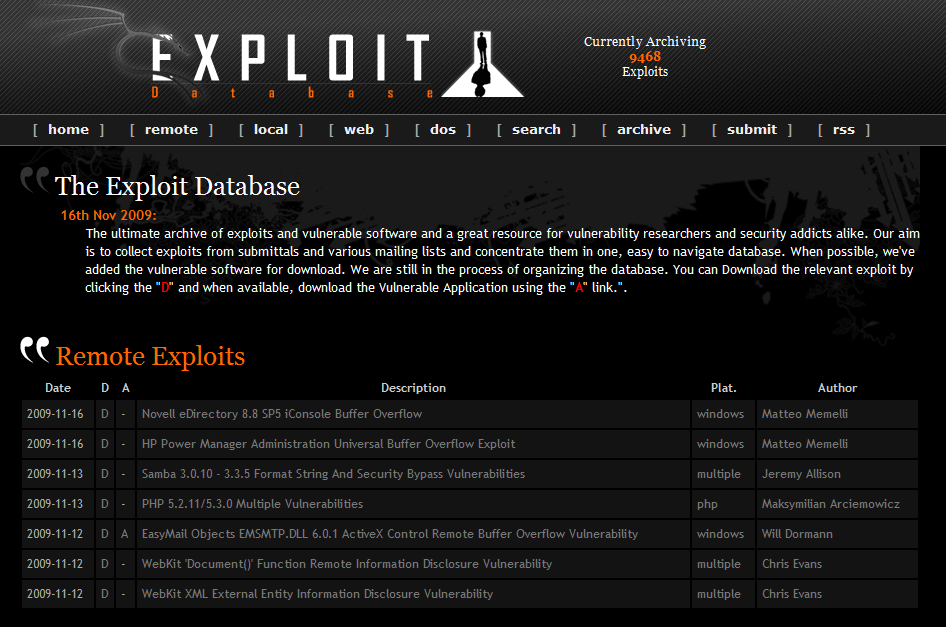 EXPLOIT
Database
Currently Archiving
9468
Exploits
[ home ] [ remote ] [ local ] [ web ] [ dos ] [ search ] [ archive ] [ submit ] [ rss ]
The Exploit Database
16th Nov 2009:
The ultimate archive of exploits and vulnerable software and a great resource for vulnerability researchers and security addicts alike. Our aim
is to collect exploits from submittals and various mailing lists and concentrate them in one, easy to navigate database. When possible, we've
added the vulnerable software for download. We are still in the process of organizing the database. You can Download the relevant exploit by
clicking the "D" and when available, download the Vulnerable Application using the "A" link.".
Remote Exploits
Date D A Description Plat. Author
2009-11-16 D - Novell eDirectory 8.8 SP5 iConsole Buffer Overflow windows Matteo Memelli
2009-11-16 D - HP Power Manager Administration Universal Buffer Overflow Exploit windows Matteo Memelli
2009-11-13 D - Samba 3.0.10 - 3.3.5 Format String And Security Bypass Vulnerabilities multiple Jeremy Allison
2009-11-13 D - PHP 5.2.11/5.3.0 Multiple Vulnerabilities php Maksymilian Arciemowicz
2009-11-12 D A EasyMail Objects EMSMTP.DLL 6.0.1 ActiveX Control Remote Buffer Overflow Vulnerability windows Will Dormann
2009-11-12 D - WebKit 'Document()' Function Remote Information Disclosure Vulnerability multiple Chris Evans
2009-11-12 D - WebKit XML External Entity Information Disclosure Vulnerability multiple Chris Evans